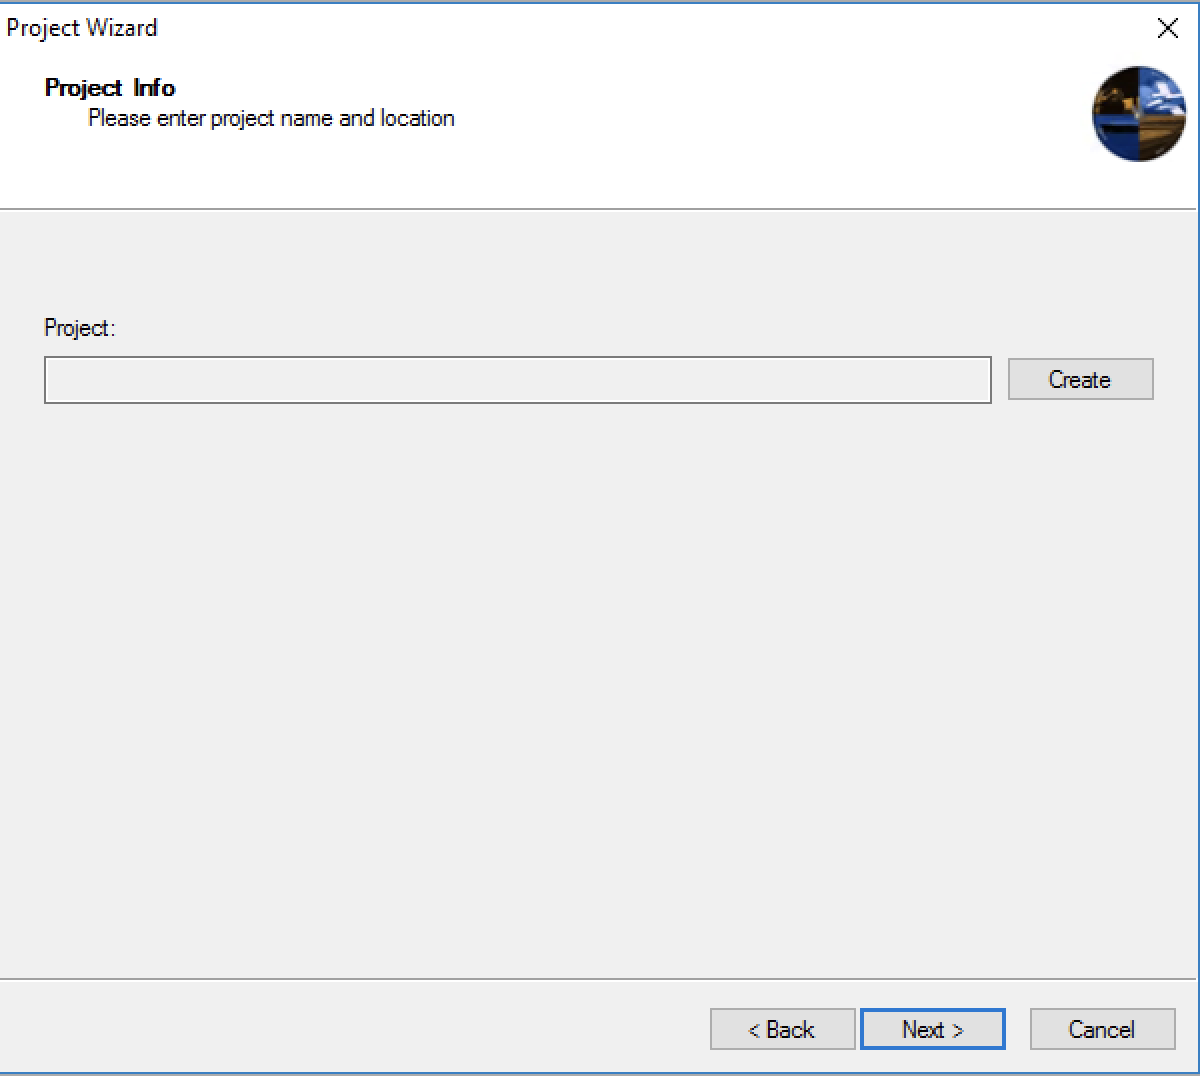 Project Wizard
Project Info
Please enter project name and location
Project:
Create
< Back
Next >
Cancel